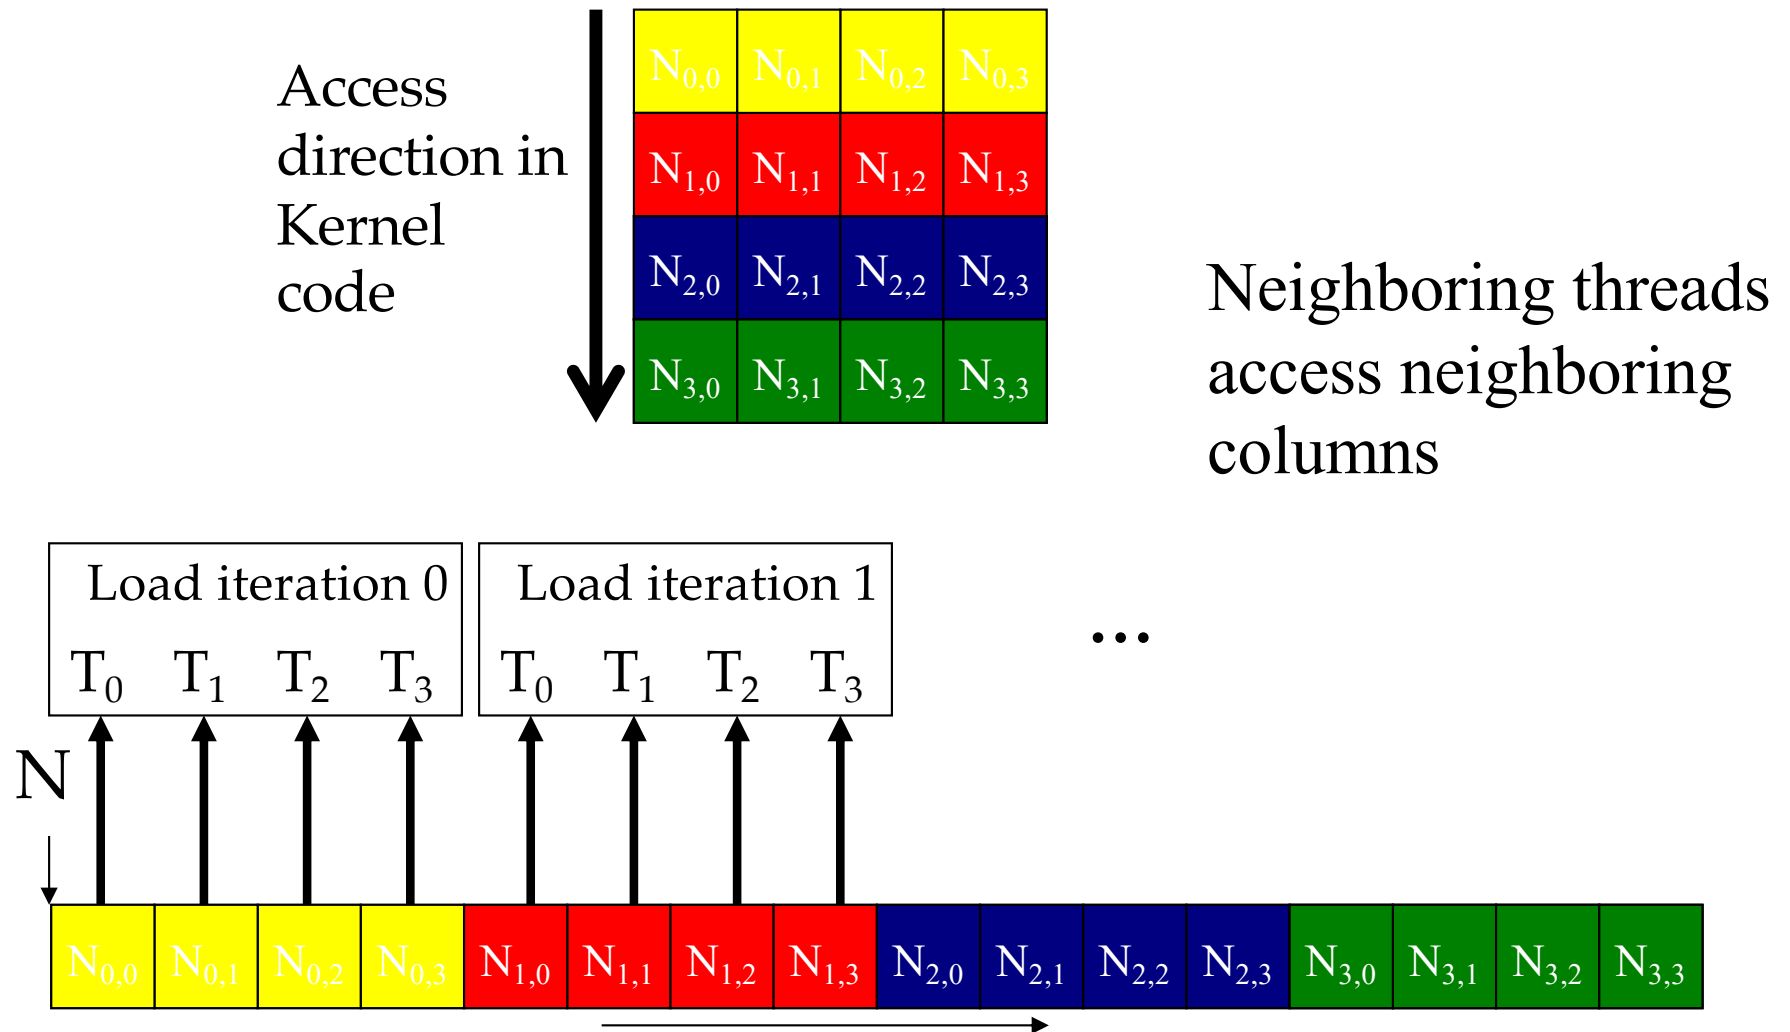 Access
direction in
Kernel
code
N0,0 N0,1 N0,2 N0,3
N1,0 N1,1 N1,2 N1,3
N2,0 N2,1 N2,2 N2,3
N3,0 N3,1 N3,2 N3,3
Neighboring threads
access neighboring
columns
Load iteration 0
T0 T1 T2 T3
Load iteration 1
T0 T1 T2 T3
...
N
N0,0 N0,1 N0,2 N0,3 N1,0 N1,1 N1,2 N1,3 N2,0 N2,1 N2,2 N2,3 N3,0 N3,1 N3,2 N3,3